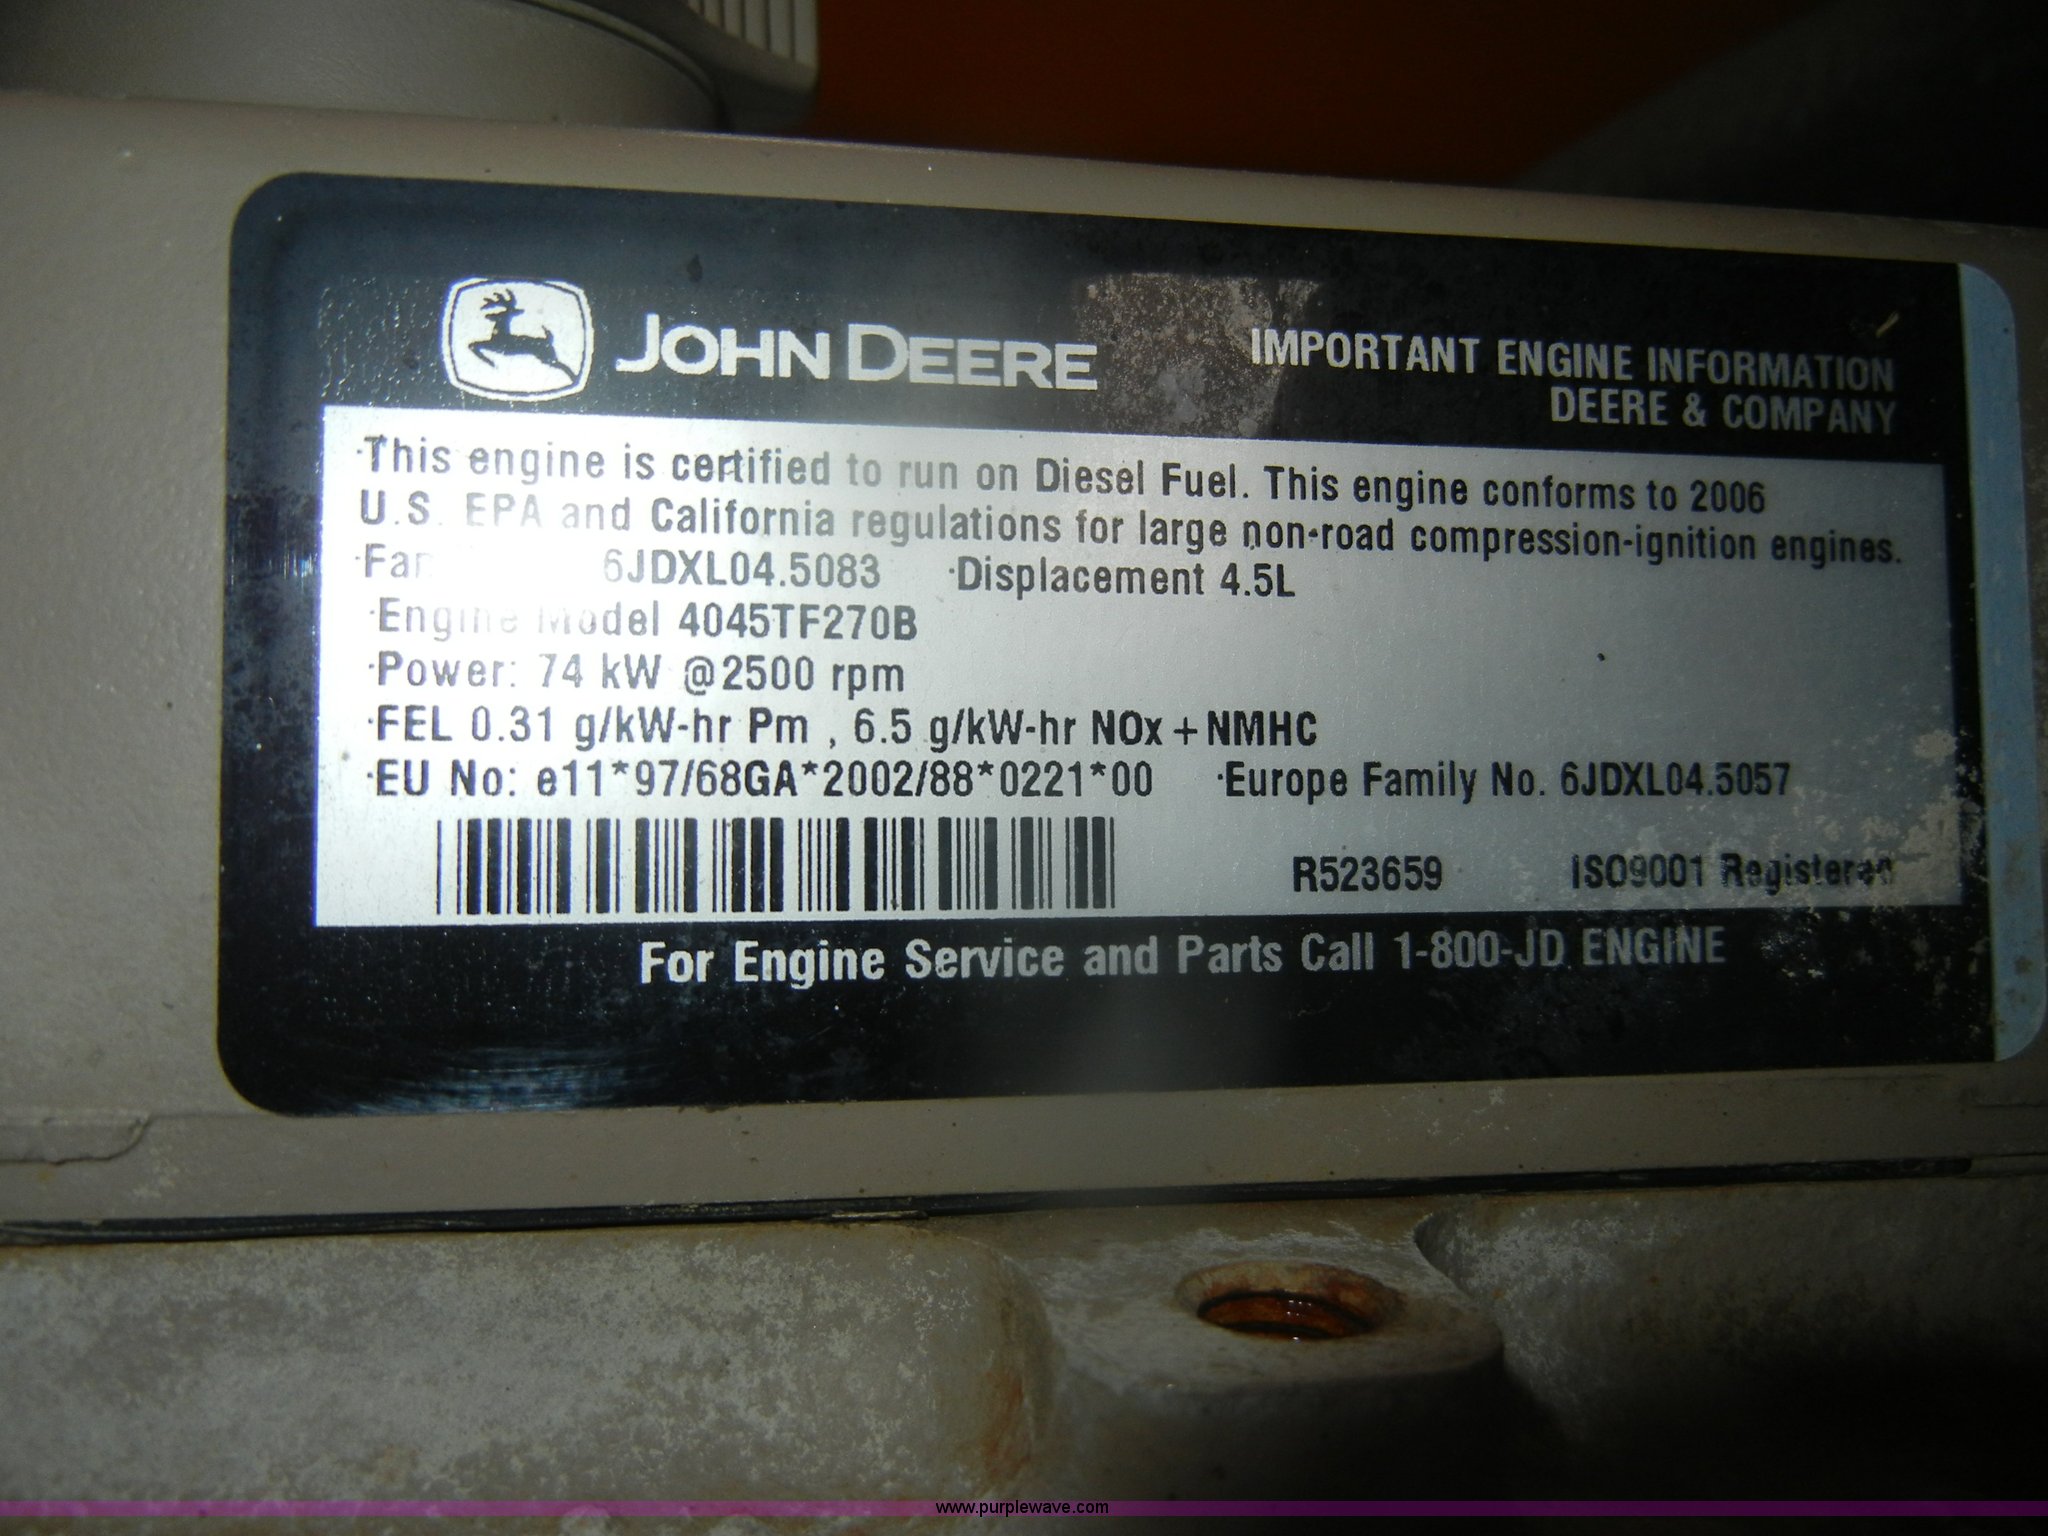 JOHN DEERE
IMPORTANT ENGINE INFORMATION
DEERE & COMPANY
·This engine is certified to run on Diesel Fuel. This engine conforms to 2006
U.S. EPA and California regulations for large non-road compression-ignition engines.
6JDXL04.5083 ·Displacement 4.5L
·Engine Model 4045TF270B
·Power: 74 kW @2500 rpm
·FEL 0.31 g/kW-hr Pm , 6.5 g/kW-hr NOx + NMHC
·EU No: e11*97/68GA*2002/88*0221*00 ·Europe Family No. 6JDXL04.5057
R523659 ISO9001 Registered
For Engine Service and Parts Call 1-800-JD ENGINE
www.purplewave.com